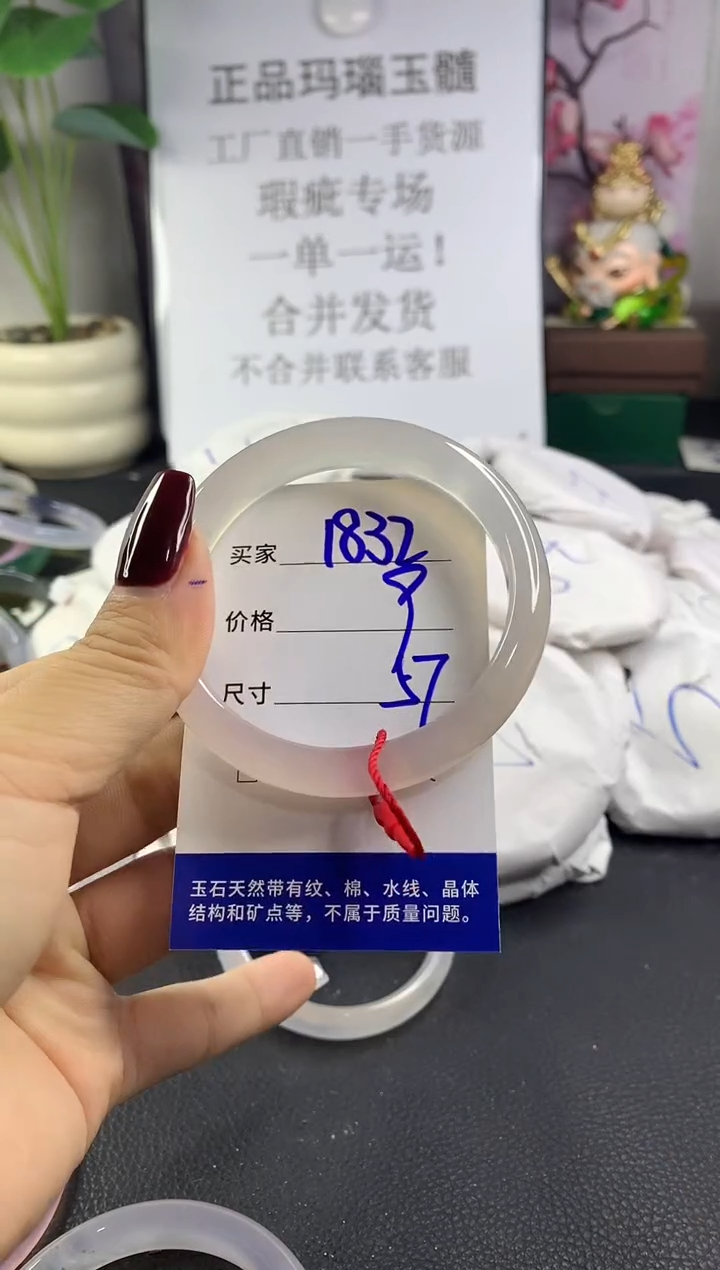 正品玛瑙玉髓
工厂直销一手货源
瑕疵专场
一单一运！
合并发货
不合并联系客服
买家 1832
价格
尺寸 57
玉石天然带有纹、棉、水线、晶体
结构和矿点等，不属于质量问题。